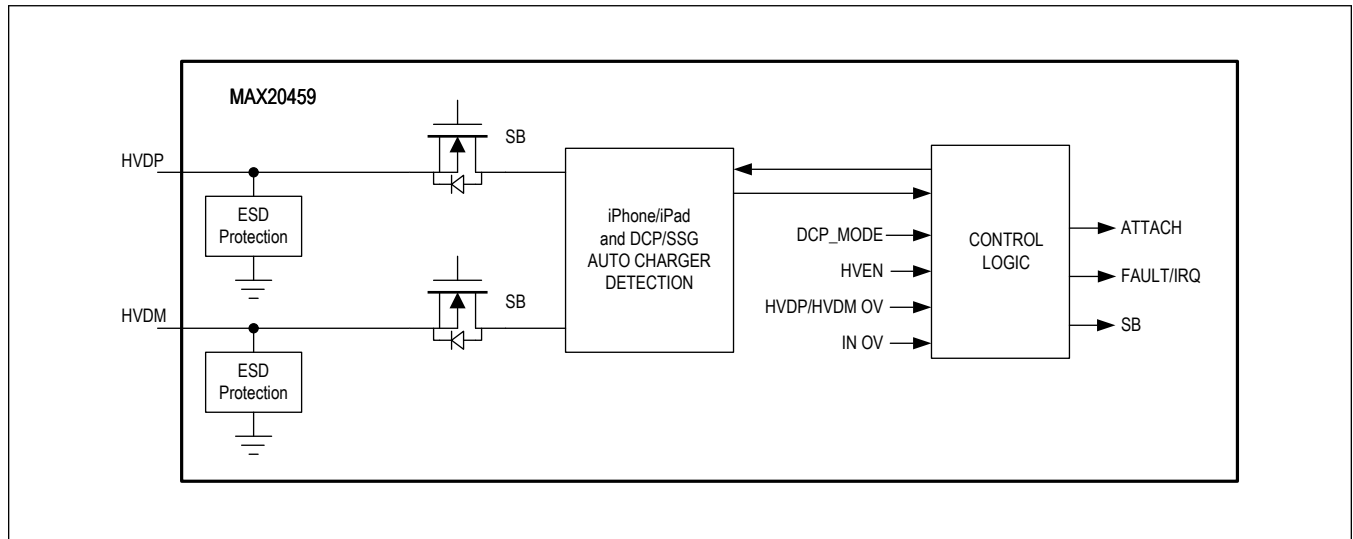 MAX20459
HVDP
SB
ESD
Protection
HVDM
SB
ESD
Protection
iPhone/iPad
and DCP/SSG
AUTO CHARGER
DETECTION
DCP_MODE
HVEN
HVDP/HVDM OV
IN OV
CONTROL
LOGIC
ATTACH
FAULT/IRQ
SB